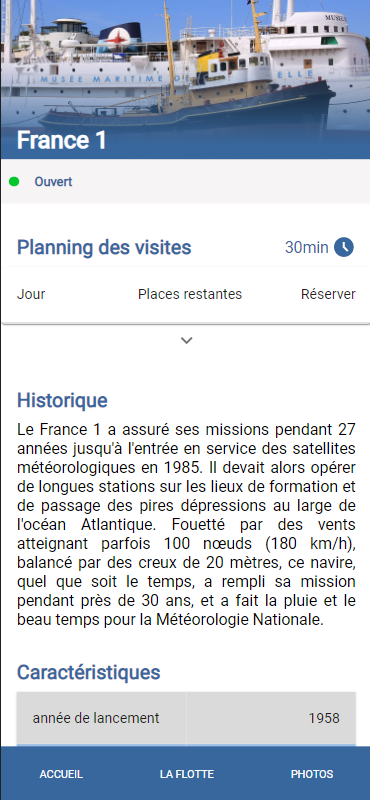 MUSÉE MARITIME
ELLE
MUSÉ
France 1
Ouvert
Planning des visites 30min
Jour Places restantes Réserver
Historique
Le France 1 a assuré ses missions pendant 27
années jusqu'à l'entrée en service des satellites
météorologiques en 1985. Il devait alors opérer
de longues stations sur les lieux de formation et
de passage des pires dépressions au large de
l'océan Atlantique. Fouetté par des vents
atteignant parfois 100 nœuds (180 km/h),
balancé par des creux de 20 mètres, ce navire,
quel que soit le temps, a rempli sa mission
pendant près de 30 ans, et a fait la pluie et le
beau temps pour la Météorologie Nationale.
Caractéristiques
année de lancement 1958
ACCUEIL LA FLOTTE PHOTOS